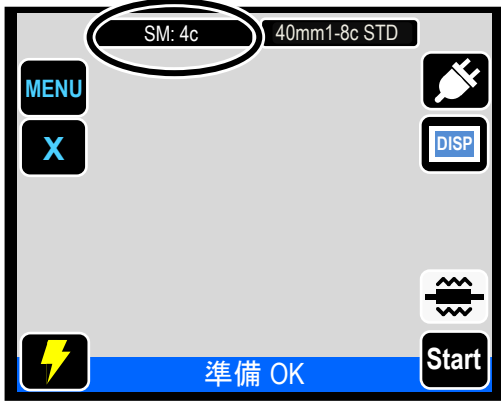 SM: 4c
40mm1-8c STD
MENU
X
DISP
準備 OK
Start